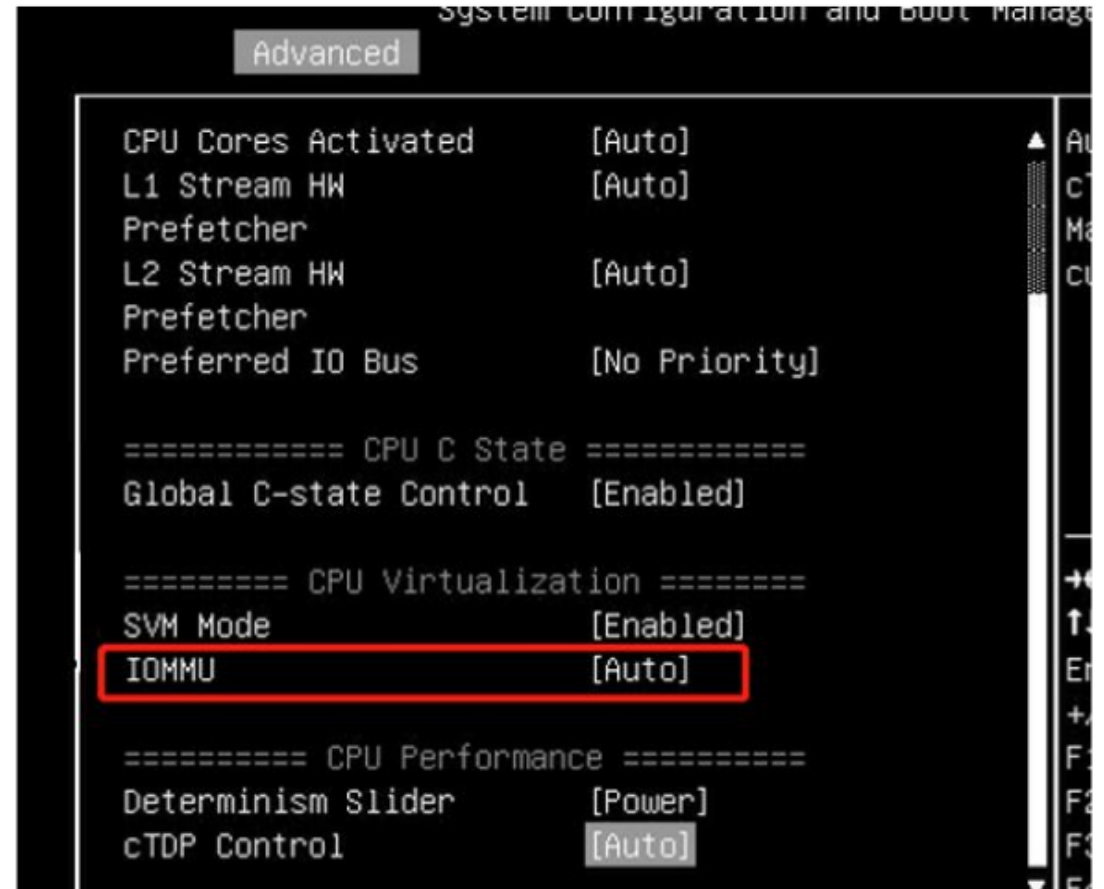 System Configuration and Boot Manage
Advanced
CPU Cores Activated [Auto]
L1 Stream HW [Auto]
Prefetcher
L2 Stream HW [Auto]
Prefetcher
Preferred IO Bus [No Priority]
============ CPU C State ============
Global C-state Control [Enabled]
========= CPU Virtualization ========
SVM Mode [Enabled]
IOMMU [Auto]
========== CPU Performance ==========
Determinism Slider [Power]
cTDP Control [Auto]